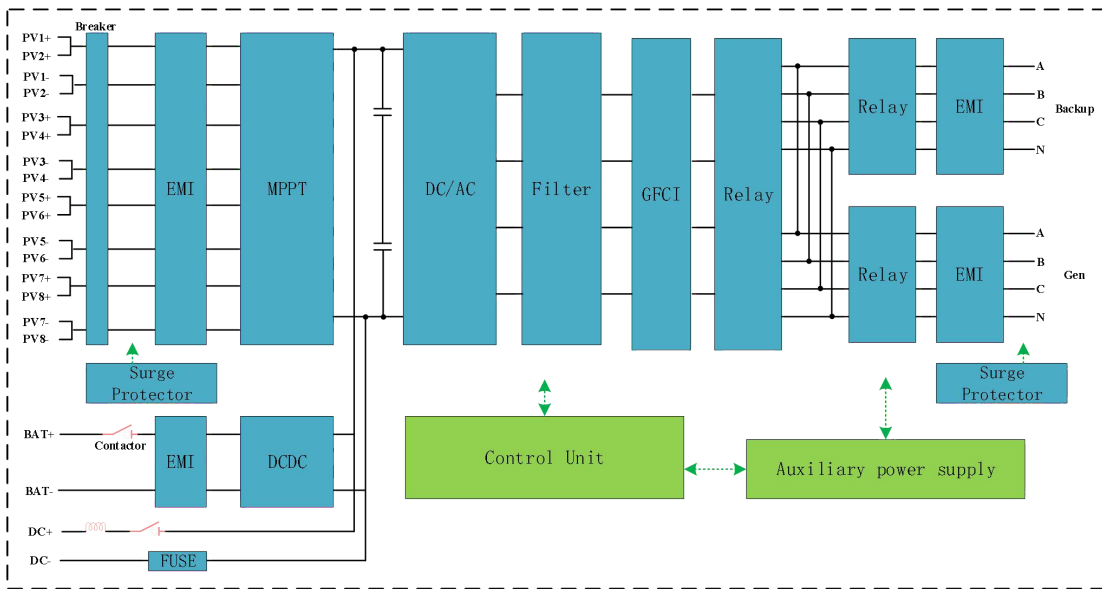 Breaker
PV1+
PV2+
PV1-
PV2-
PV3+
PV4+
PV3-
PV4-
PV5+
PV6+
PV5-
PV6-
PV7+
PV8+
PV7-
PV8-
EMI
MPPT
DC/AC
Filter
GFCI
Relay
Relay
EMI
A
B
C
N
Backup
Relay
EMI
A
B
C
N
Gen
Surge
Protector
Surge
Protector
BAT+
Contactor
BAT-
EMI
DCDC
Control Unit
Auxiliary power supply
DC+
DC-
FUSE